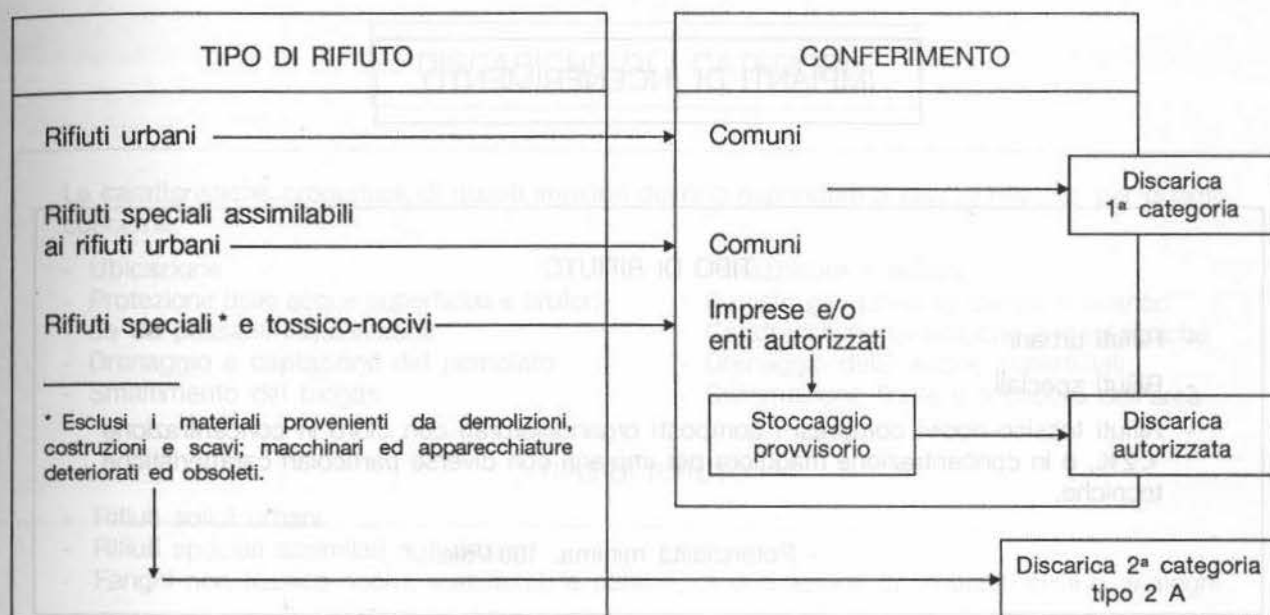 TIPO DI RIFIUTO
CONFERIMENTO
Rifiuti urbani
Comuni
Discarica
1ª categoria
Rifiuti speciali assimilabili
ai rifiuti urbani
Comuni
Rifiuti speciali * e tossico-nocivi
Imprese e/o
enti autorizzati
Stoccaggio
provvisorio
Discarica
autorizzata
* Esclusi i materiali provenienti da demolizioni,
costruzioni e scavi, macchinari ed apparecchiature
deteriorati ed obsoleti.
Discarica 2ª categoria
tipo 2 A